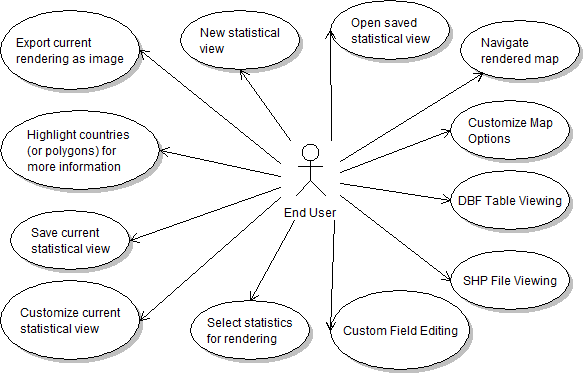 Export current
rendering as image
New statistical
view
Open saved
statistical view
Navigate
rendered map
Highlight countries
(or polygons) for
more information
Customize Map
Options
End User
DBF Table Viewing
Save current
statistical view
SHP File Viewing
Customize current
statistical view
Select statistics
for rendering
Custom Field Editing